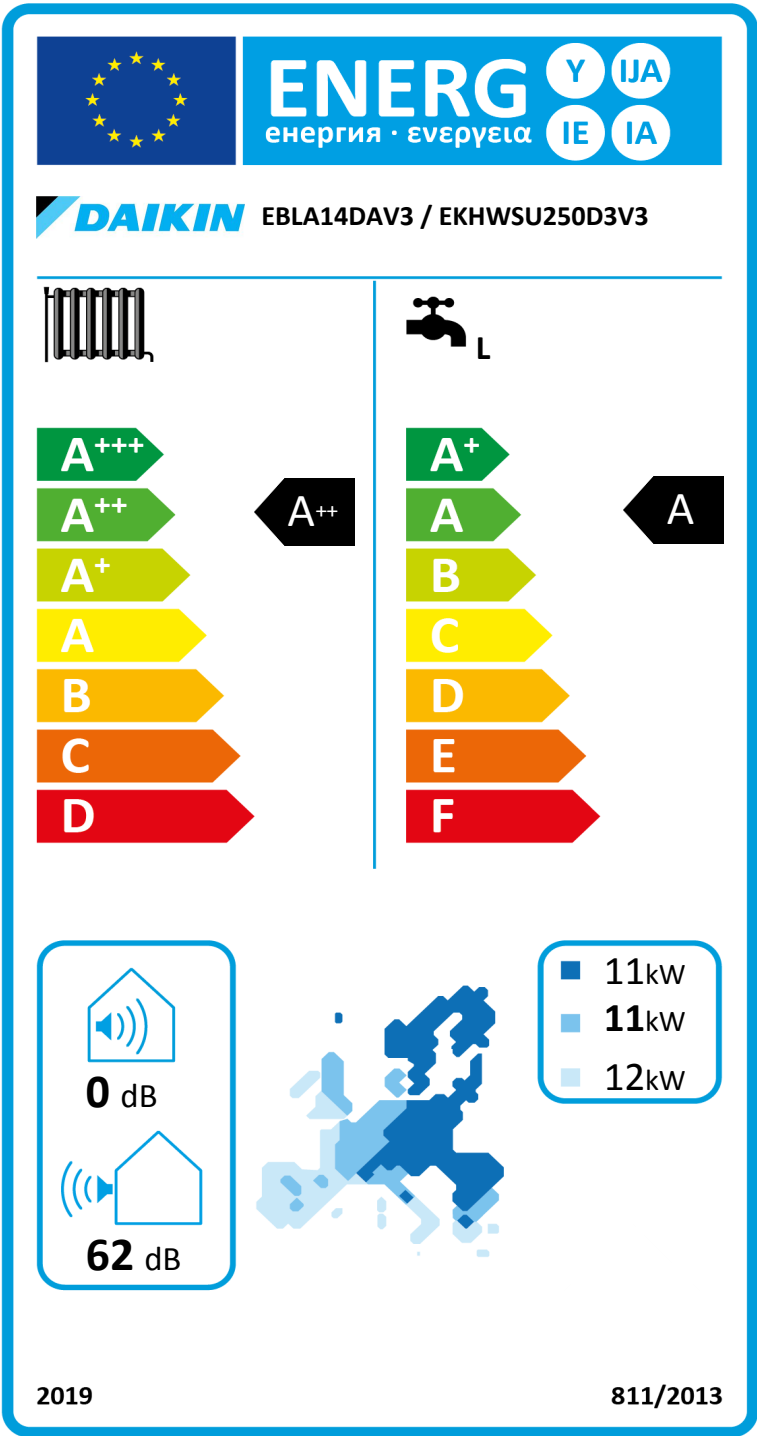 ENERG Y IJA
енергия · ενεργεια IE IA
DAIKIN EBLA14DAV3 / EKHWSU250D3V3
L
A+++
A++
A+
A
B
C
D
A++
A+
A
B
C
D
E
F
A
0 dB
62 dB
11kW
11kW
12kW
2019
811/2013